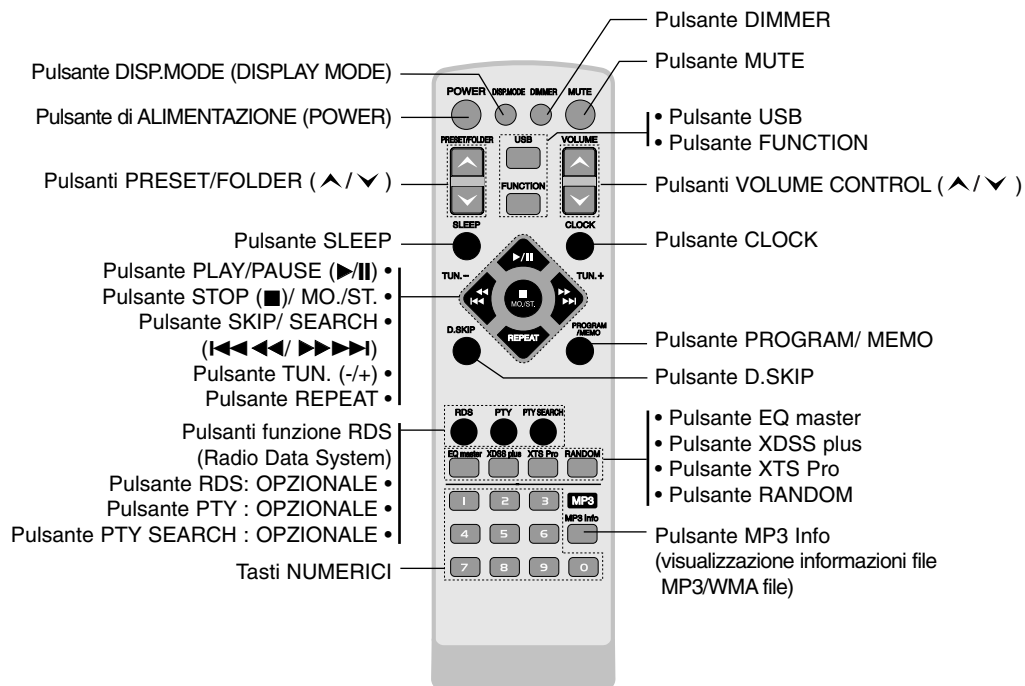 Pulsante DIMMER
Pulsante DISP.MODE (DISPLAY MODE)
Pulsante MUTE
Pulsante di ALIMENTAZIONE (POWER)
• Pulsante USB
• Pulsante FUNCTION
Pulsanti PRESET/FOLDER ( ∧ / ∨ )
Pulsanti VOLUME CONTROL ( ∧ / ∨ )
Pulsante SLEEP
Pulsante CLOCK
Pulsante PLAY/PAUSE (▶/II) •
Pulsante STOP (■)/ MO./ST. •
Pulsante SKIP/ SEARCH •
(I◀◀ ◀◀/ ▶▶▶▶I)
Pulsante TUN. (-/+) •
Pulsante REPEAT •
Pulsante PROGRAM/ MEMO
Pulsante D.SKIP
Pulsanti funzione RDS
(Radio Data System)
Pulsante RDS: OPZIONALE •
Pulsante PTY : OPZIONALE •
Pulsante PTY SEARCH : OPZIONALE •
• Pulsante EQ master
• Pulsante XDSS plus
• Pulsante XTS Pro
• Pulsante RANDOM
Tasti NUMERICI
Pulsante MP3 Info
(visualizzazione informazioni file
MP3/WMA file)
POWER DISP.MODE DIMMER MUTE
PRESET/FOLDER USB VOLUME
FUNCTION
SLEEP CLOCK
▶/II
TUN.- TUN.+
◀◀ ■ ▶▶
I◀◀ MO./ST. ▶▶I
D.SKIP REPEAT PROGRAM
/MEMO
RDS PTY PTY SEARCH
EQ master XDSS plus XTS Pro RANDOM
1 2 3 MP3
MP3 Info
4 5 6
7 8 9 0